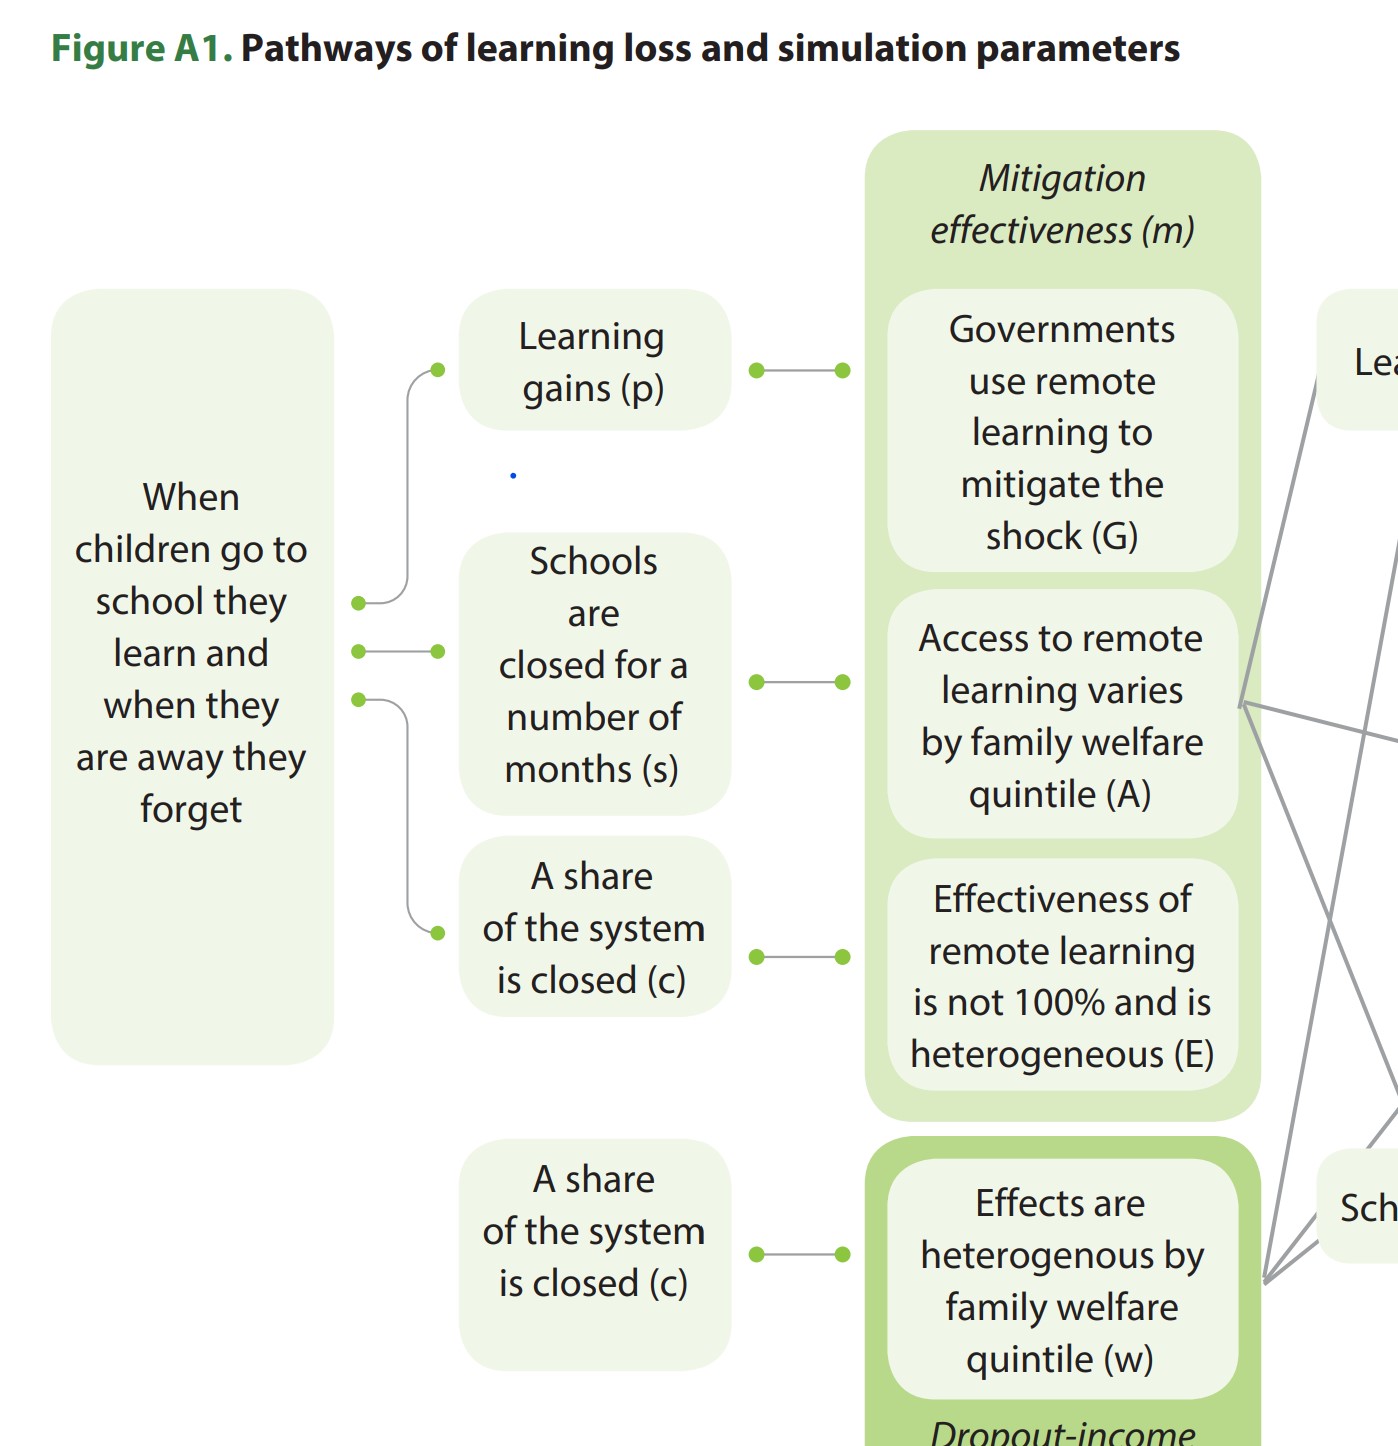 Figure A1. Pathways of learning loss and simulation parameters
When
children go to
school they
learn and
when they
are away they
forget
Learning
gains (p)
Schools
are
closed for a
number of
months (s)
A share
of the system
is closed (c)
A share
of the system
is closed (c)
Mitigation
effectiveness (m)
Governments
use remote
learning to
mitigate the
shock (G)
Access to remote
learning varies
by family welfare
quintile (A)
Effectiveness of
remote learning
is not 100% and is
heterogeneous (E)
Effects are
heterogenous by
family welfare
quintile (w)
Dropout-income